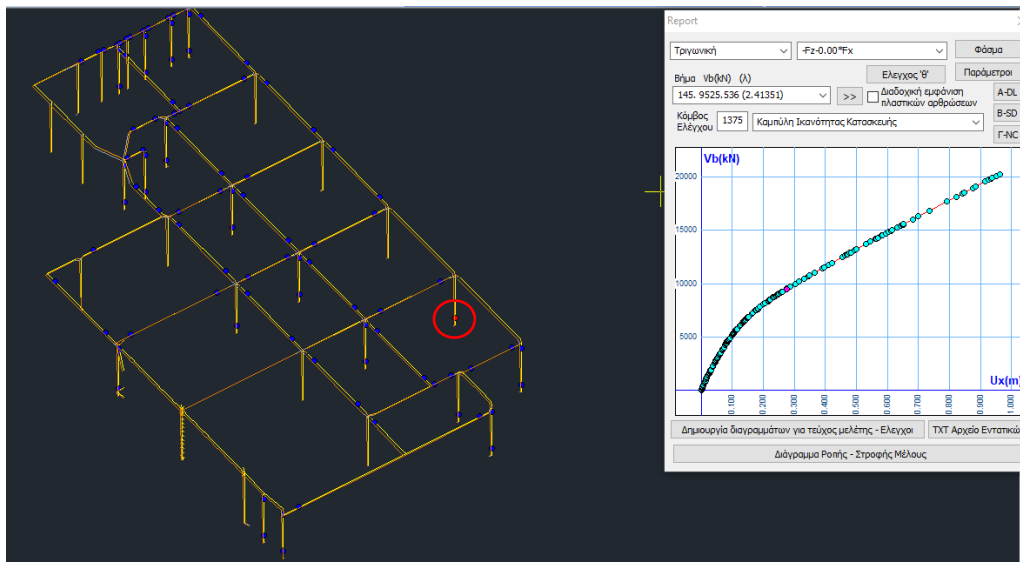 Report
Τριγωνική
-Fz-0.00*Fx
Φάσμα
Βήμα Vb(kN) (λ)
Ελεγχος 'θ'
Παράμετροι
145. 9525.536 (2.41351)
>>
Διαδοχική εμφάνιση
πλαστικών αρθρώσεων
A-DL
B-SD
Γ-NC
Κόμβος
Ελέγχου
1375
Καμπύλη Ικανότητας Κατασκευής
Vb(kN)
20000
15000
10000
5000
Ux(m)
0.100
0.200
0.300
0.400
0.500
0.600
0.700
0.800
0.900
1.000
Δημιουργία διαγραμμάτων για τεύχος μελέτης - Ελεγχοι
TXT Αρχείο Εντατικώ
Διάγραμμα Ροπής - Στροφής Μέλους